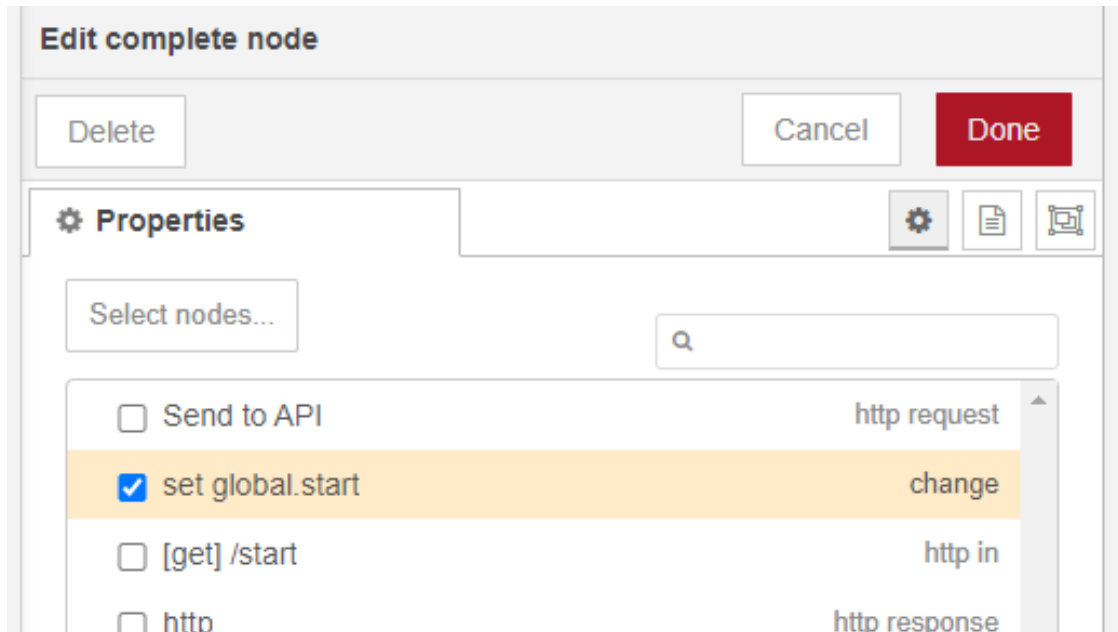 Edit complete node
Delete Cancel Done
Properties
Select nodes...
Send to API http request
set global.start change
[get] /start http in
http http response